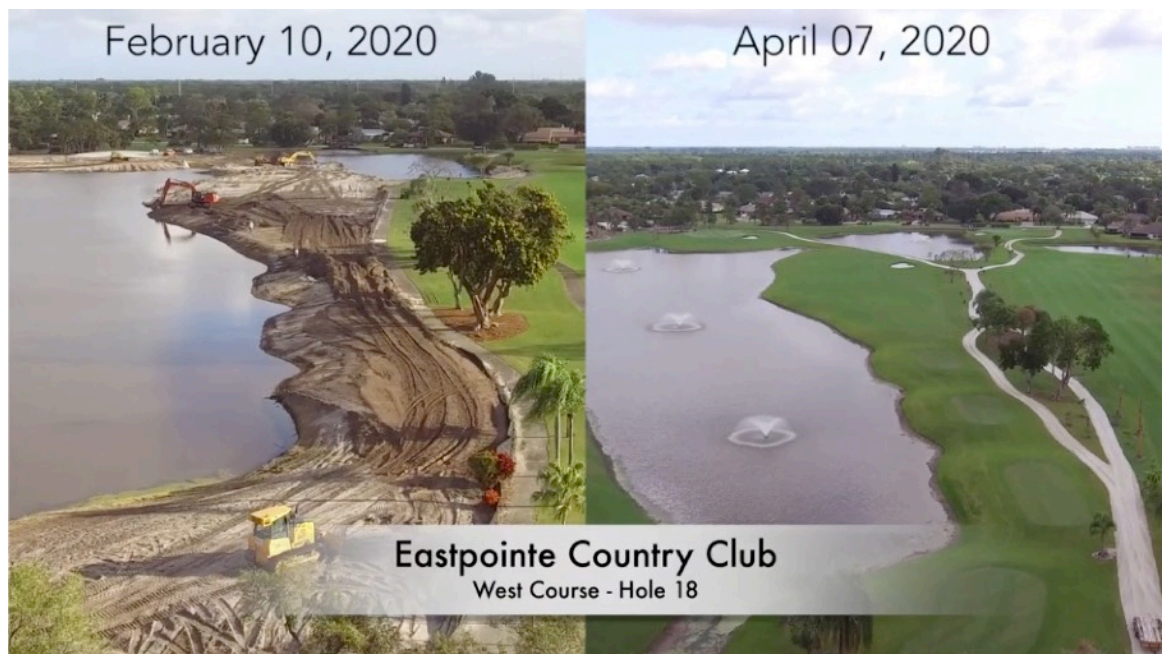 February 10, 2020
April 07, 2020
Eastpointe Country Club
West Course - Hole 18